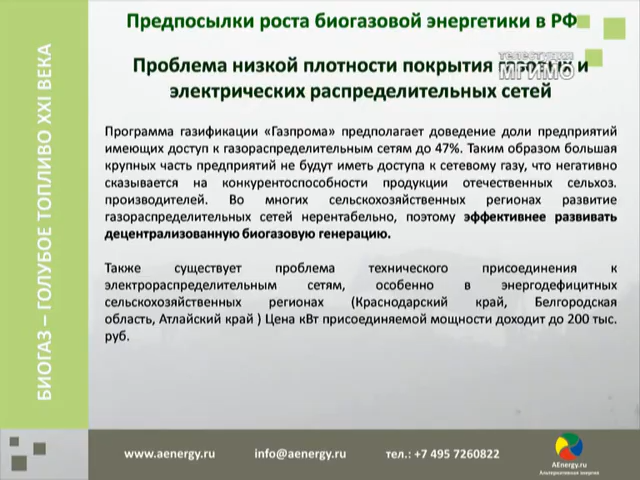 Предпосылки роста биогазовой энергетики в РФ
Проблема низкой плотности покрытия газовых и
электрических распределительных сетей
телестудия
МГИМО
Программа газификации «Газпрома» предполагает доведение доли предприятий
имеющих доступ к газораспределительным сетям до 47%. Таким образом большая
крупных часть предприятий не будут иметь доступа к сетевому газу, что негативно
сказывается на конкурентоспособности продукции отечественных сельхоз.
производителей. Во многих сельскохозяйственных регионах развитие
газораспределительных сетей нерентабельно, поэтому эффективнее развивать
децентрализованную биогазовую генерацию.
Также существует проблема технического присоединения к
электрораспределительным сетям, особенно в энергодефицитных
сельскохозяйственных регионах (Краснодарский край, Белгородская
область, Атлайский край ) Цена кВт присоединяемой мощности доходит до 200 тыс.
руб.
БИОГАЗ – ГОЛУБОЕ ТОПЛИВО XXI ВЕКА
www.aenergy.ru info@aenergy.ru тел.: +7 495 7260822
AEnergy.ru
Альтернативная энергия